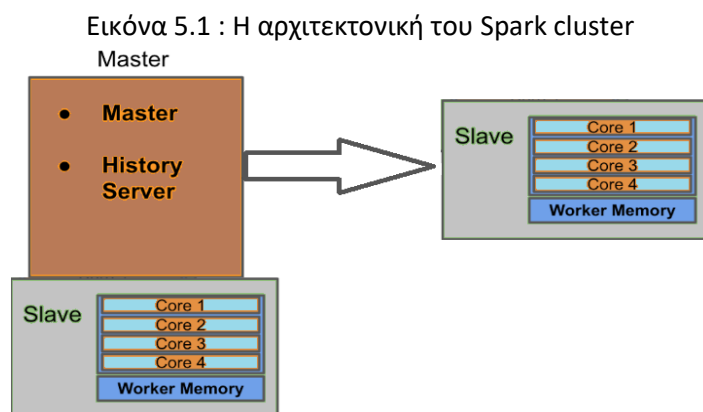 Εικόνα 5.1 : Η αρχιτεκτονική του Spark cluster
Master
• Master
• History
Server
Slave
Core 1
Core 2
Core 3
Core 4
Worker Memory
Slave
Core 1
Core 2
Core 3
Core 4
Worker Memory